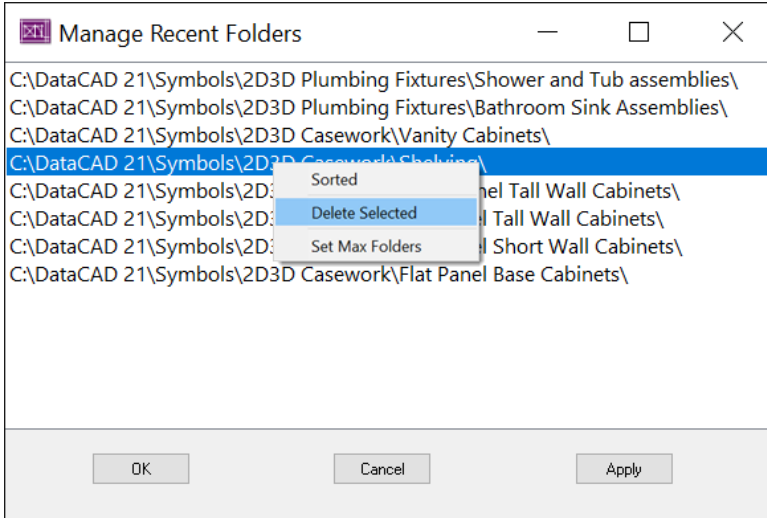 Manage Recent Folders
C:\DataCAD 21\Symbols\2D3D Plumbing Fixtures\Shower and Tub assemblies\
C:\DataCAD 21\Symbols\2D3D Plumbing Fixtures\Bathroom Sink Assemblies\
C:\DataCAD 21\Symbols\2D3D Casework\Vanity Cabinets\
C:\DataCAD 21\Symbols\2D3D Casework\Shelving\
Sorted
C:\DataCAD 21\Symbols\2D3 Tall Wall Cabinets\
Delete Selected
C:\DataCAD 21\Symbols\2D3 Tall Wall Cabinets\
Set Max Folders
C:\DataCAD 21\Symbols\2D3 Short Wall Cabinets\
C:\DataCAD 21\Symbols\2D3D Casework\Flat Panel Base Cabinets\
OK Cancel Apply